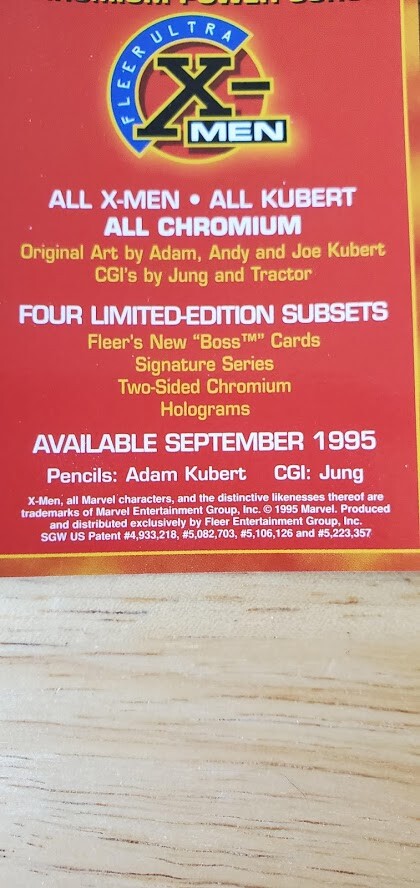 FLEER ULTRA
X-
MEN
ALL X-MEN • ALL KUBERT
ALL CHROMIUM
Original Art by Adam, Andy and Joe Kubert
CGI's by Jung and Tractor
FOUR LIMITED-EDITION SUBSETS
Fleer's New "Boss™" Cards
Signature Series
Two-Sided Chromium
Holograms
AVAILABLE SEPTEMBER 1995
Pencils: Adam Kubert CGI: Jung
X-Men, all Marvel characters, and the distinctive likenesses thereof are
trademarks of Marvel Entertainment Group, Inc. © 1995 Marvel. Produced
and distributed exclusively by Fleer Entertainment Group, Inc.
SGW US Patent #4,933,218, #5,082,703, #5,106,126 and #5,223,357